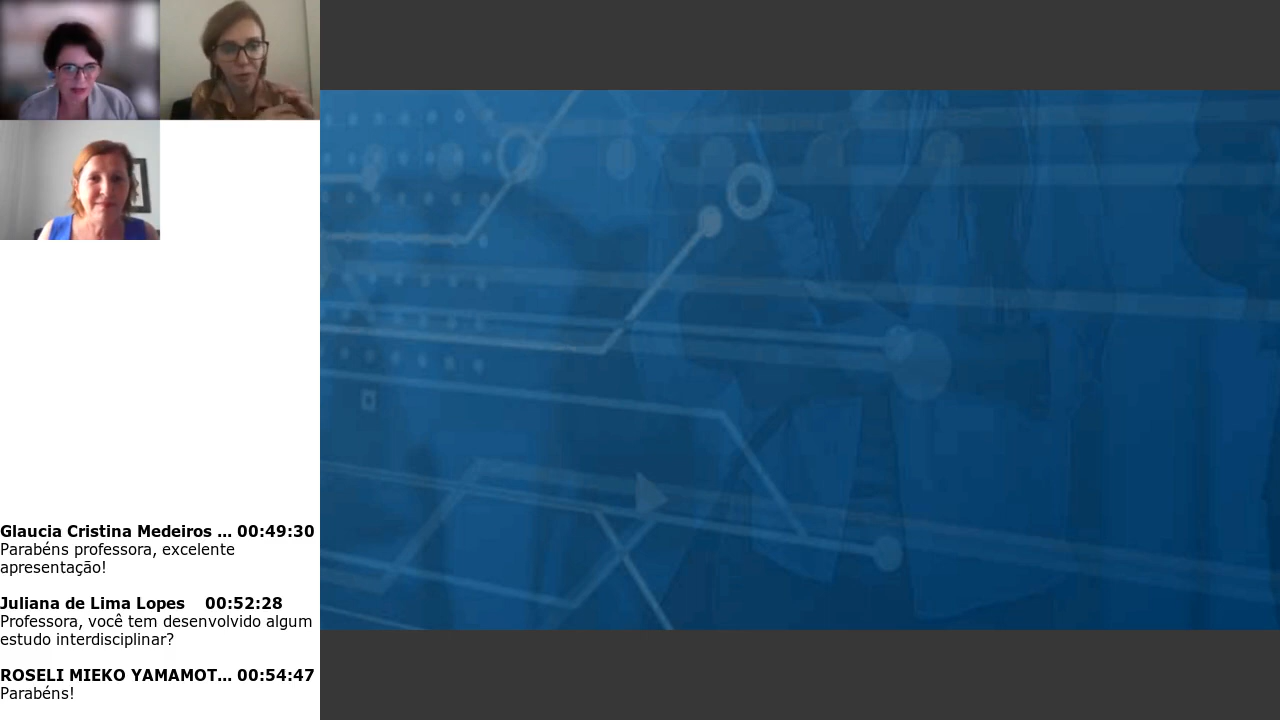 Glaucia Cristina Medeiros ... 00:49:30
Parabéns professora, excelente
apresentação!
Juliana de Lima Lopes 00:52:28
Professora, você tem desenvolvido algum
estudo interdisciplinar?
ROSELI MIEKO YAMAMOT... 00:54:47
Parabéns!